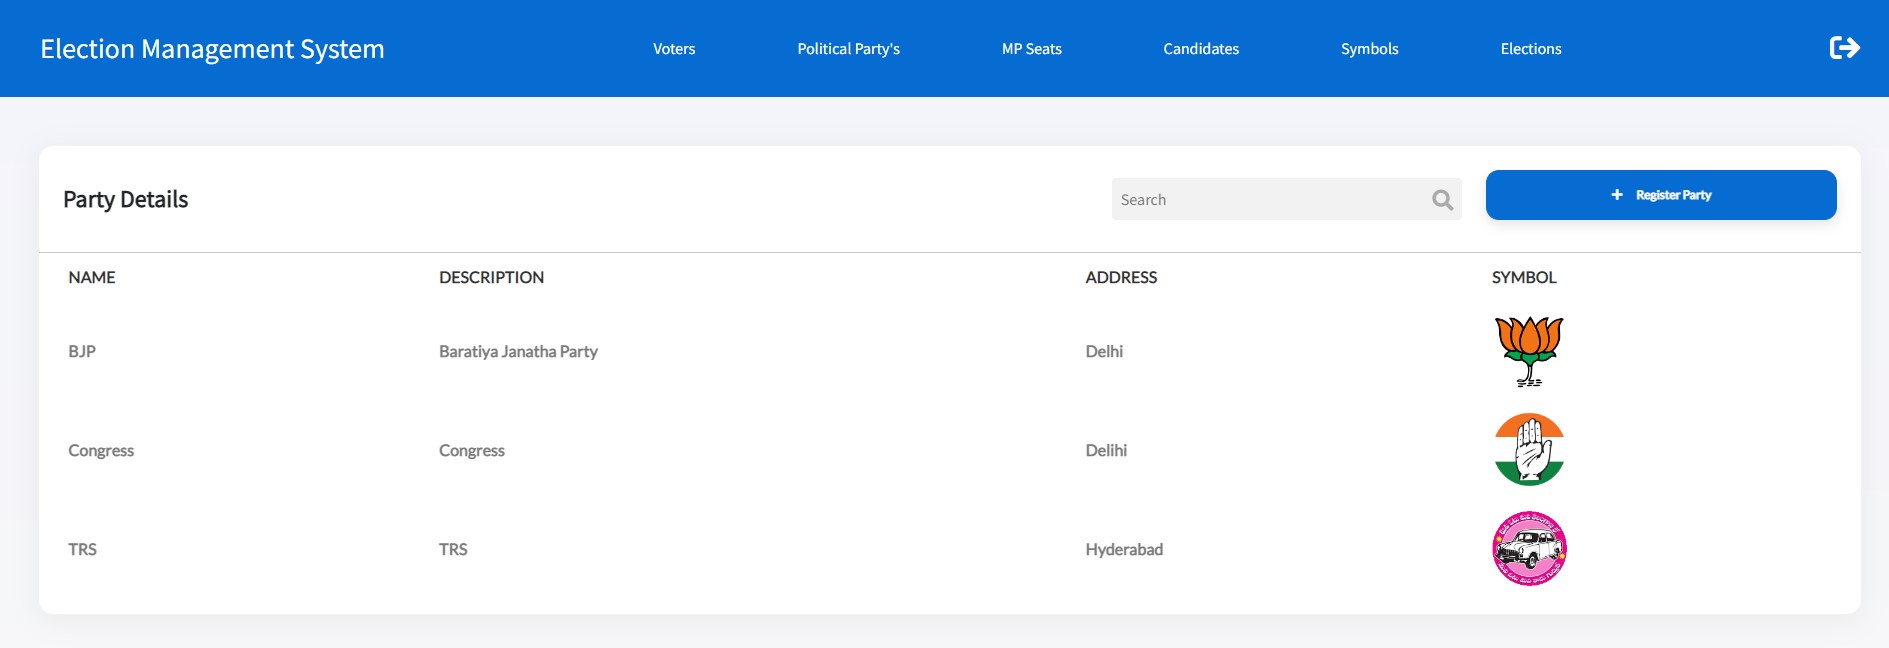 Election Management System Voters Political Party's MP Seats Candidates Symbols Elections
Party Details Search + Register Party
NAME DESCRIPTION ADDRESS SYMBOL
BJP Baratiya Janatha Party Delhi
Congress Congress Delihi
TRS TRS Hyderabad